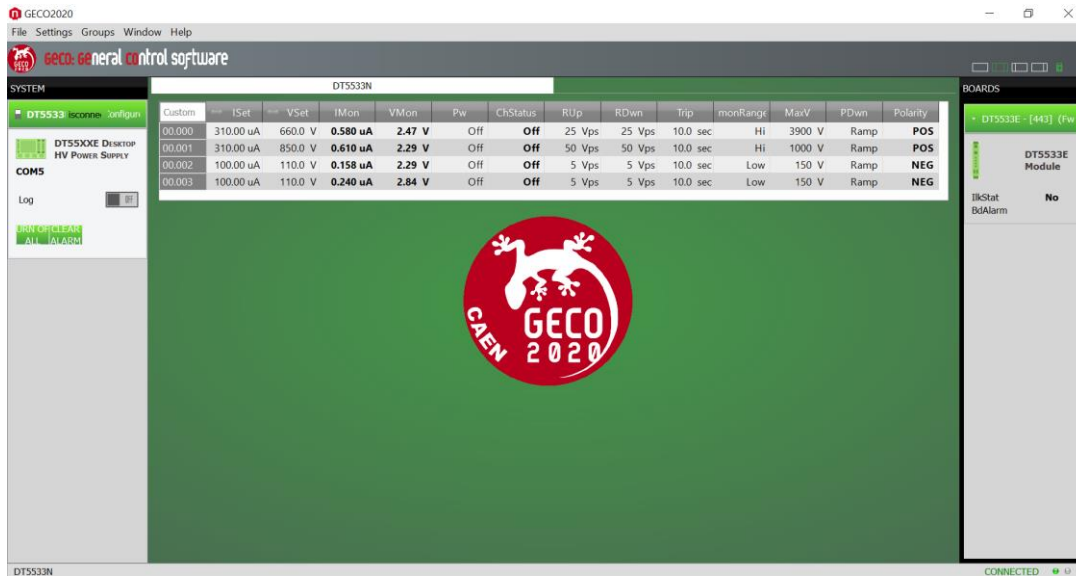 GECO2020
File Settings Groups Window Help
GECO: GEneral COntrol software
SYSTEM
DT5533N
BOARDS
DT5533 isconne onfigun
Custom ISet VSet IMon VMon Pw ChStatus RUp RDwn Trip monRange MaxV PDwn Polarity
DT5533E - [443] (Fw
00.000 310.00 uA 660.0 V 0.580 uA 2.47 V Off Off 25 Vps 25 Vps 10.0 sec Hi 3900 V Ramp POS
00.001 310.00 uA 850.0 V 0.610 uA 2.29 V Off Off 50 Vps 50 Vps 10.0 sec Hi 1000 V Ramp POS
00.002 100.00 uA 110.0 V 0.158 uA 2.29 V Off Off 5 Vps 5 Vps 10.0 sec Low 150 V Ramp NEG
00.003 100.00 uA 110.0 V 0.240 uA 2.84 V Off Off 5 Vps 5 Vps 10.0 sec Low 150 V Ramp NEG
DT55XXE DESKTOP
HV POWER SUPPLY
COM5
Log
CLEAR
ALL ALARM
DT5533E
Module
IlkStat No
BdAlarm
CAEN
GECO
2020
DT5533N
CONNECTED